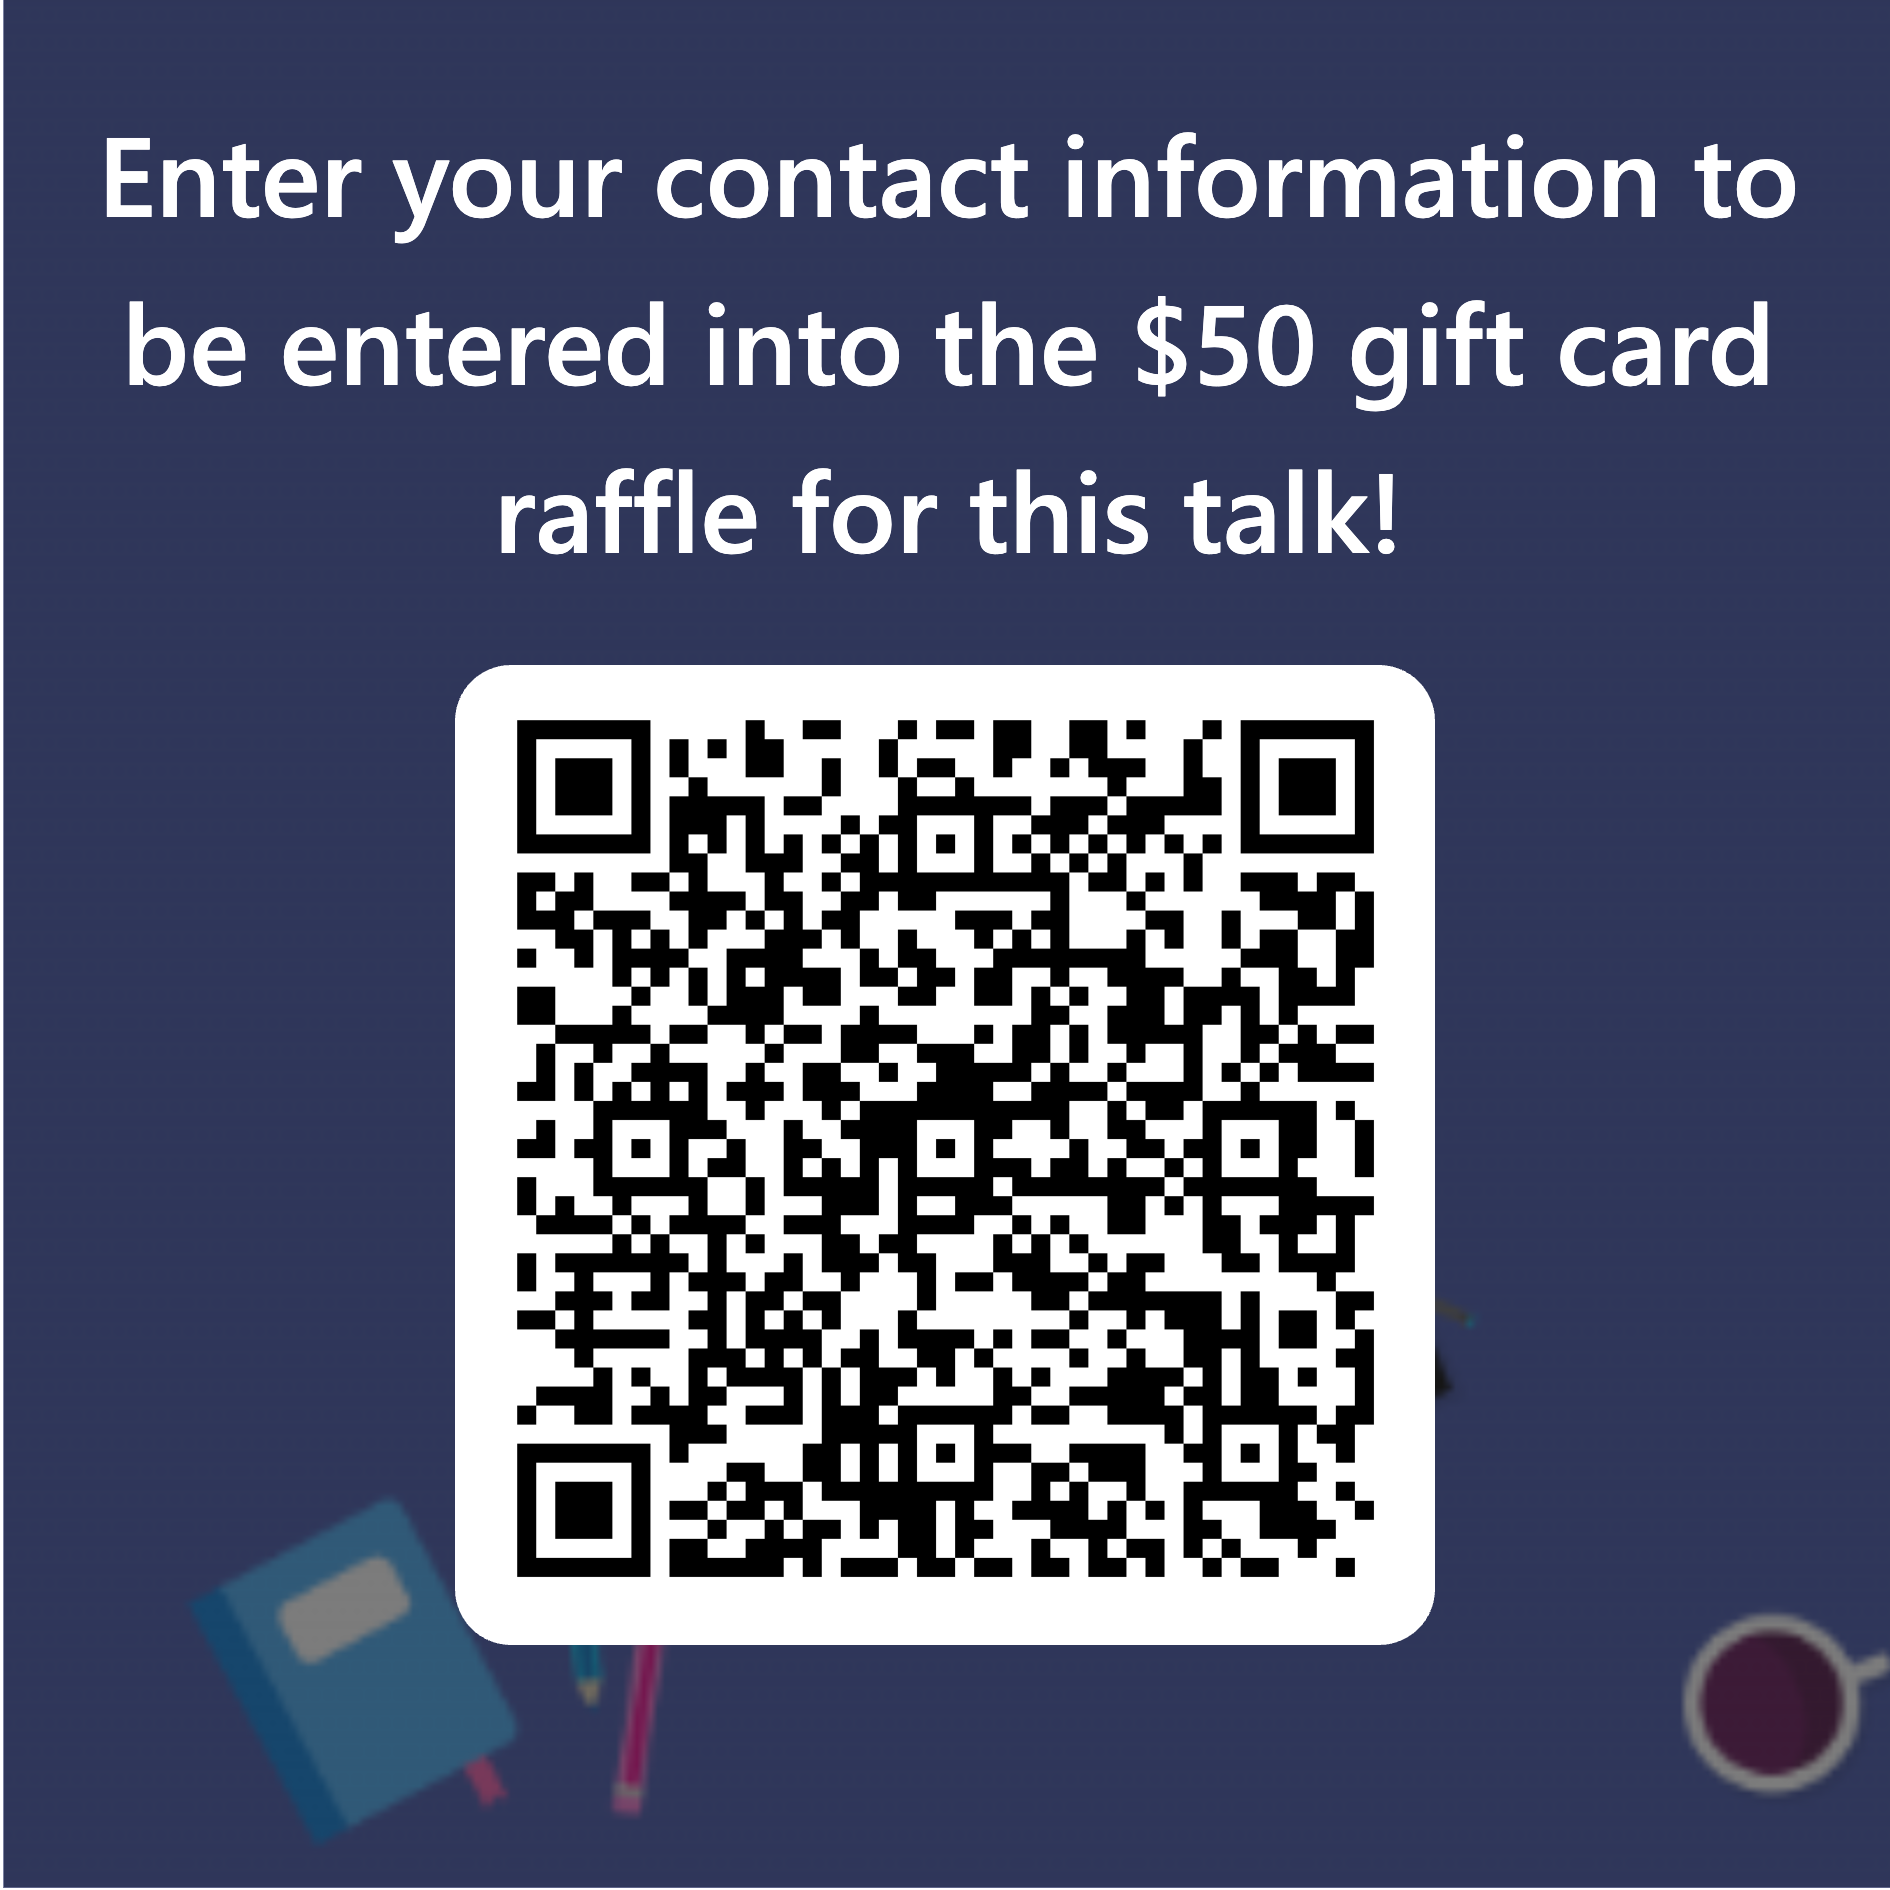 Enter your contact information to
be entered into the $50 gift card
raffle for this talk!